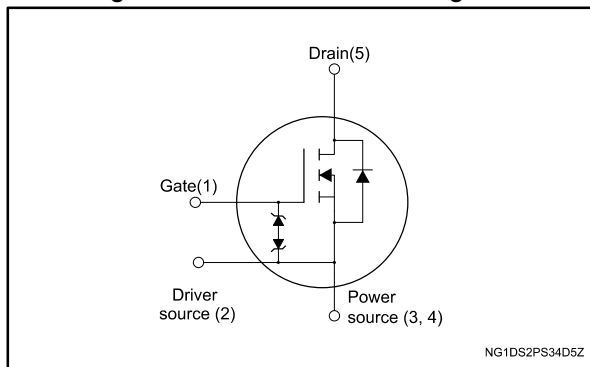 Drain(5)
Gate(1)
Driver
source (2)
Power
source (3, 4)
NG1DS2PS34D5Z